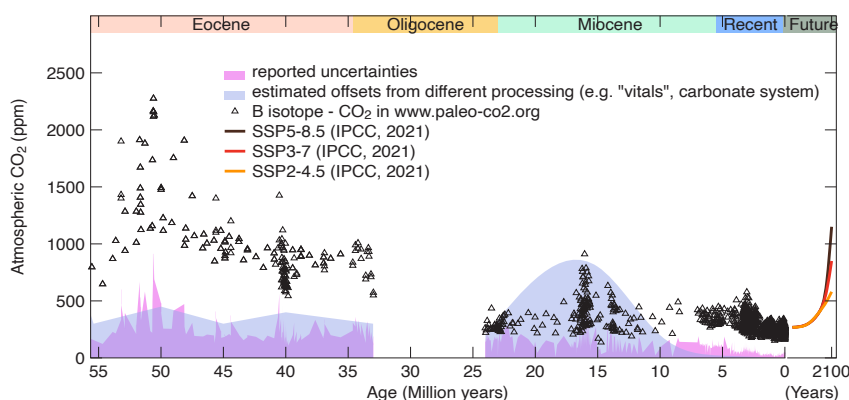 Eocene Oligocene Miocene Recent Future
2500
reported uncertainties
estimated offsets from different processing (e.g. "vitals", carbonate system)
2000
B isotope - CO₂ in www.paleo-co2.org
SSP5-8.5 (IPCC, 2021)
SSP3-7 (IPCC, 2021)
1500
SSP2-4.5 (IPCC, 2021)
Atmospheric CO₂ (ppm)
1000
500
0
55 50 45 40 35 30 25 20 15 10 5 0 2100
Age (Million years) (Years)